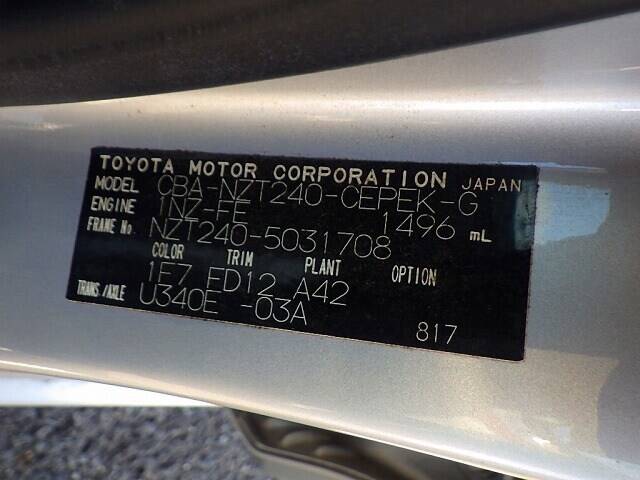 TOYOTA MOTOR CORPORATION JAPAN
MODEL CBA-NZT240-CEPEK-G
ENGINE 1NZ-FE 1496 mL
FRAME No. NZT240-5031708
COLOR TRIM PLANT OPTION
1F7 FD12 A42
TRANS/AXLE U340E -03A
817